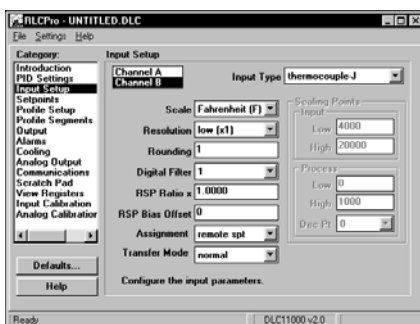 RLCPro - UNTITLED.DLC
File Settings Help
Category:
Introduction
PID Settings
Input Setup
Setpoints
Profile Setup
Profile Segments
Output
Alarms
Cooling
Analog Output
Communications
Scratch Pad
View Registers
Input Calibration
Analog Calibration
Defaults...
Help
Input Setup
Channel A
Channel B
Input Type thermocouple-J
Scale Fahrenheit (F)
Resolution low (x1)
Rounding 1
Digital Filter 1
RSP Ratio x 1.0000
RSP Bias Offset 0
Assignment remote spt
Transfer Mode normal
Scaling Points
Input
Low 4000
High 20000
Process
Low 0
High 1000
Dec Pt 0
Configure the input parameters.
Ready
DLC11000 v2.0